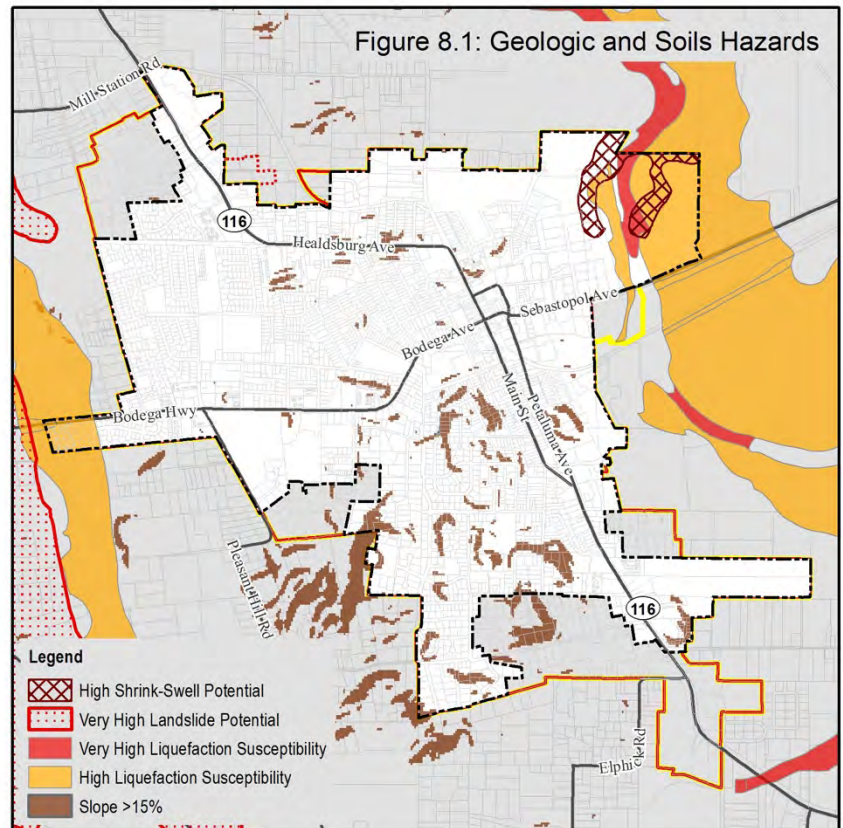 Figure 8.1: Geologic and Soils Hazards
Mill Station Rd
116
Healdsburg Ave
Sebastopol Ave
Bodega Ave
Main St
Petaluma Ave
Bodega Hwy
Pleasant Hill Rd
116
Elphick Rd
Legend
High Shrink-Swell Potential
Very High Landslide Potential
Very High Liquefaction Susceptibility
High Liquefaction Susceptibility
Slope >15%